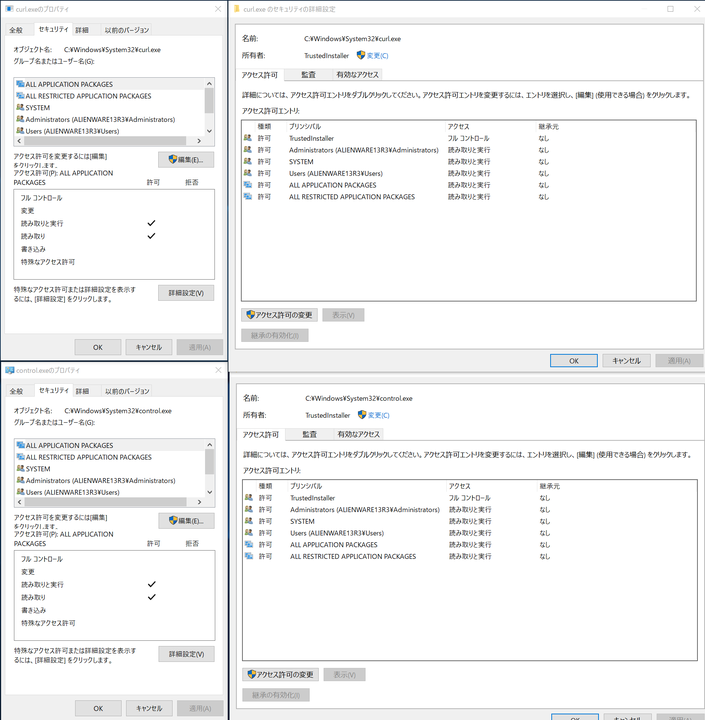 curl.exeのプロパティ
全般 セキュリティ 詳細 以前のバージョン
オブジェクト名: C:¥Windows¥System32¥curl.exe
グループ名またはユーザー名(G):
ALL APPLICATION PACKAGES
ALL RESTRICTED APPLICATION PACKAGES
SYSTEM
Administrators (ALIENWARE13R3¥Administrators)
Users (ALIENWARE13R3¥Users)
アクセス許可を変更するには[編集]
をクリックします。
編集(E)...
アクセス許可(P): ALL APPLICATION
PACKAGES 許可 拒否
フル コントロール
変更
読み取りと実行
読み取り
書き込み
特殊なアクセス許可
特殊なアクセス許可または詳細設定を表示す
るには、[詳細設定] をクリックします。
詳細設定(V)
OK キャンセル 適用(A)
curl.exe のセキュリティの詳細設定
名前: C:¥Windows¥System32¥curl.exe
所有者: TrustedInstaller 変更(C)
アクセス許可 監査 有効なアクセス
詳細については、アクセス許可エントリをダブルクリックしてください。アクセス許可エントリを変更するには、エントリを選択し、[編集] (使用できる場合) をクリックします。
アクセス許可エントリ:
種類 プリンシパル アクセス 継承元
許可 TrustedInstaller フル コントロール なし
許可 Administrators (ALIENWARE13R3¥Administrators) 読み取りと実行 なし
許可 SYSTEM 読み取りと実行 なし
許可 Users (ALIENWARE13R3¥Users) 読み取りと実行 なし
許可 ALL APPLICATION PACKAGES 読み取りと実行 なし
許可 ALL RESTRICTED APPLICATION PACKAGES 読み取りと実行 なし
アクセス許可の変更 表示(V)
継承の有効化(I)
OK キャンセル 適用(A)
control.exeのプロパティ
全般 セキュリティ 詳細 以前のバージョン
オブジェクト名: C:¥Windows¥System32¥control.exe
グループ名またはユーザー名(G):
ALL APPLICATION PACKAGES
ALL RESTRICTED APPLICATION PACKAGES
SYSTEM
Administrators (ALIENWARE13R3¥Administrators)
Users (ALIENWARE13R3¥Users)
アクセス許可を変更するには[編集]
をクリックします。
編集(E)...
アクセス許可(P): ALL APPLICATION
PACKAGES 許可 拒否
フル コントロール
変更
読み取りと実行
読み取り
書き込み
特殊なアクセス許可
特殊なアクセス許可または詳細設定を表示す
るには、[詳細設定] をクリックします。
詳細設定(V)
OK キャンセル 適用(A)
名前: C:¥Windows¥System32¥control.exe
所有者: TrustedInstaller 変更(C)
アクセス許可 監査 有効なアクセス
詳細については、アクセス許可エントリをダブルクリックしてください。アクセス許可エントリを変更するには、エントリを選択し、[編集] (使用できる場合) をクリックします。
アクセス許可エントリ:
種類 プリンシパル アクセス 継承元
許可 TrustedInstaller フル コントロール なし
許可 Administrators (ALIENWARE13R3¥Administrators) 読み取りと実行 なし
許可 SYSTEM 読み取りと実行 なし
許可 Users (ALIENWARE13R3¥Users) 読み取りと実行 なし
許可 ALL APPLICATION PACKAGES 読み取りと実行 なし
許可 ALL RESTRICTED APPLICATION PACKAGES 読み取りと実行 なし
アクセス許可の変更 表示(V)
継承の有効化(I)
OK キャンセル 適用(A)